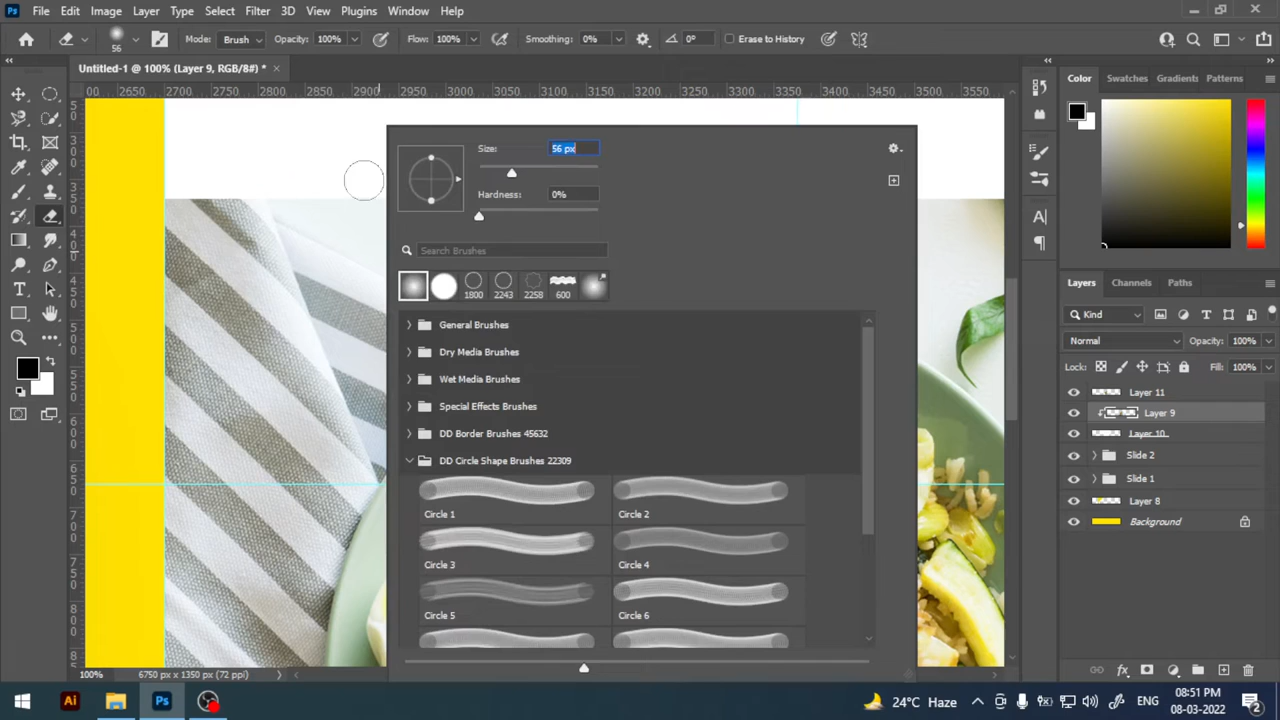 Ps File Edit Image Layer Type Select Filter 3D View Plugins Window Help
56 Mode: Brush Opacity: 100% Flow: 100% Smoothing: 0% 0° Erase to History
Untitled-1 @ 100% (Layer 9, RGB/8#) * ×
00 2650 2700 2750 2800 2850 2900 2950 3000 3050 3100 3150 3200 3250 3300 3350 3400 3450 3500 3550
Color Swatches Gradients Patterns
Size: 56 px
Hardness: 0%
Search Brushes
1800 2243 2258 600
General Brushes
Dry Media Brushes
Wet Media Brushes
Special Effects Brushes
DD Border Brushes 45632
DD Circle Shape Brushes 22309
Circle 1 Circle 2
Circle 3 Circle 4
Circle 5 Circle 6
Layers Channels Paths
Kind
Normal Opacity: 100%
Lock: Fill: 100%
Layer 11
Layer 9
Layer 10
Slide 2
Slide 1
Layer 8
Background
fx
100% 6750 px x 1350 px (72 ppi)
Ai Ps 24°C Haze ENG 08:51 PM
08-03-2022 2